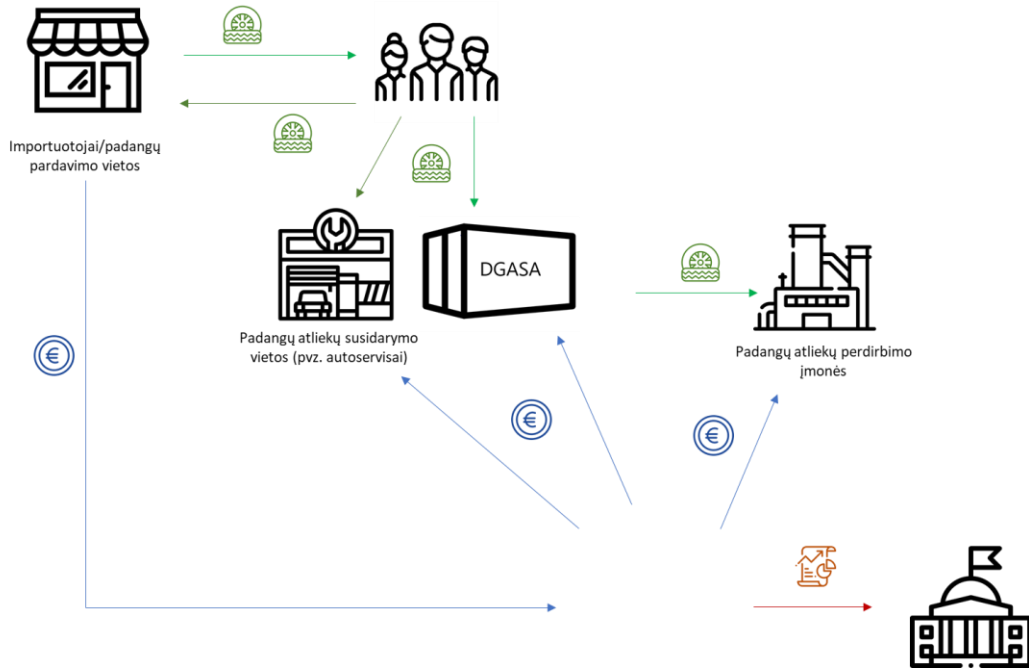 Importuotojai/padangų
pardavimo vietos
DGASA
Padangų atliekų susidarymo
vietos (pvz. autoservisai)
Padangų atliekų perdirbimo
įmonės